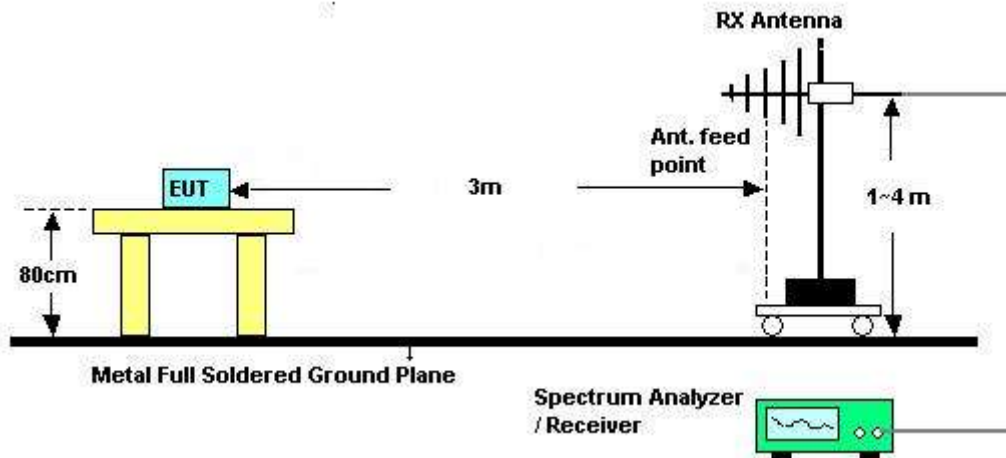 RX Antenna
Ant. feed
point
EUT
3m
1~4 m
80cm
Metal Full Soldered Ground Plane
Spectrum Analyzer
/ Receiver